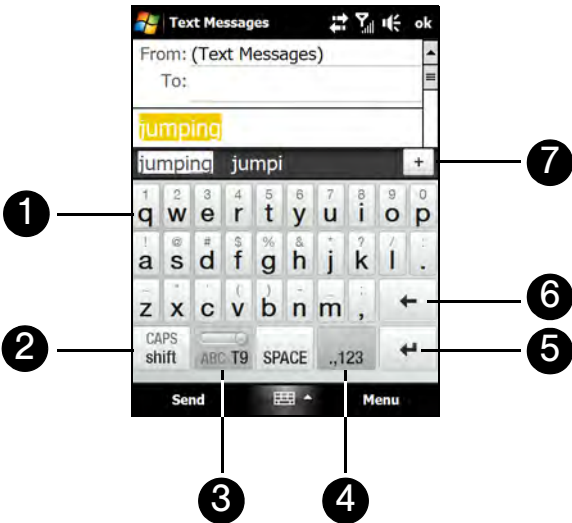 Text Messages ok
From: (Text Messages)
To:
jumping
jumping jumpi +
1 2 3 4 5 6 7 8 9 0
q w e r t y u i o p
! @ # $ % & * ? / :
a s d f g h j k l .
( ) - _ ;
z x c v b n m ,
CAPS
shift ABC T9 SPACE .,123
Send Menu
1
2
3
4
5
6
7